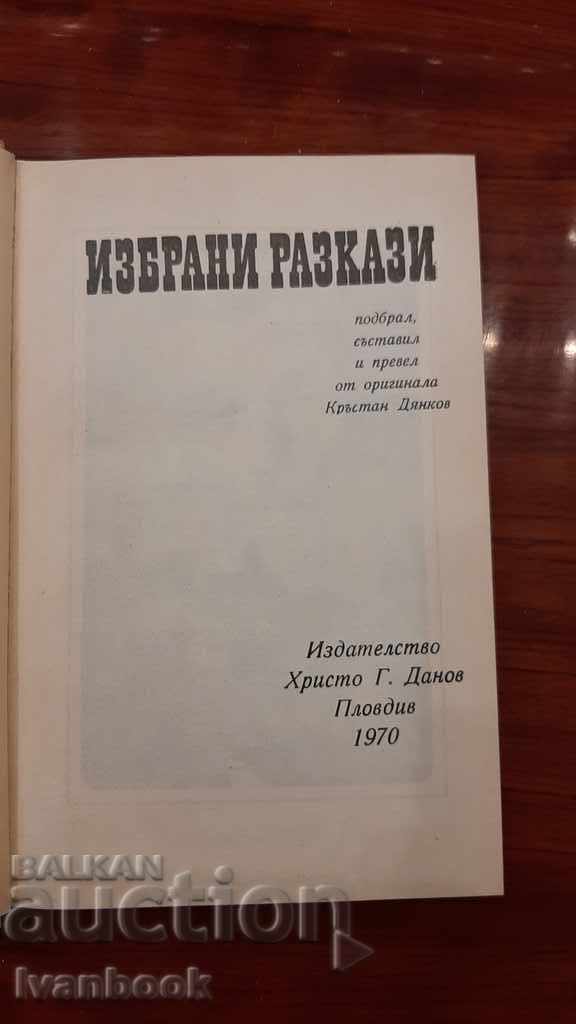 ИЗБРАНИ РАЗКАЗИ
подбрал,
съставил
и превел
от оригинала
Кръстан Дянков
Издателство
Христо Г. Данов
Пловдив
1970
BALKAN
auction
Ivanbook